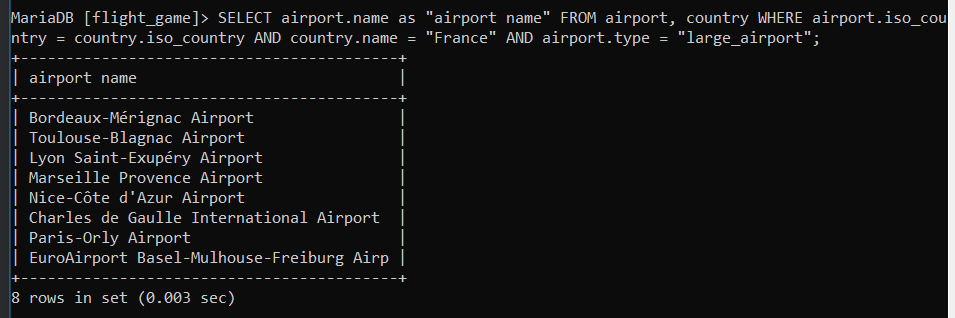 MariaDB [flight_game]> SELECT airport.name as "airport name" FROM airport, country WHERE airport.iso_cou
ntry = country.iso_country AND country.name = "France" AND airport.type = "large_airport";
+------------------------------------------+
| airport name                             |
+------------------------------------------+
| Bordeaux-Mérignac Airport                |
| Toulouse-Blagnac Airport                 |
| Lyon Saint-Exupéry Airport               |
| Marseille Provence Airport               |
| Nice-Côte d'Azur Airport                 |
| Charles de Gaulle International Airport  |
| Paris-Orly Airport                       |
| EuroAirport Basel-Mulhouse-Freiburg Airp |
+------------------------------------------+
8 rows in set (0.003 sec)